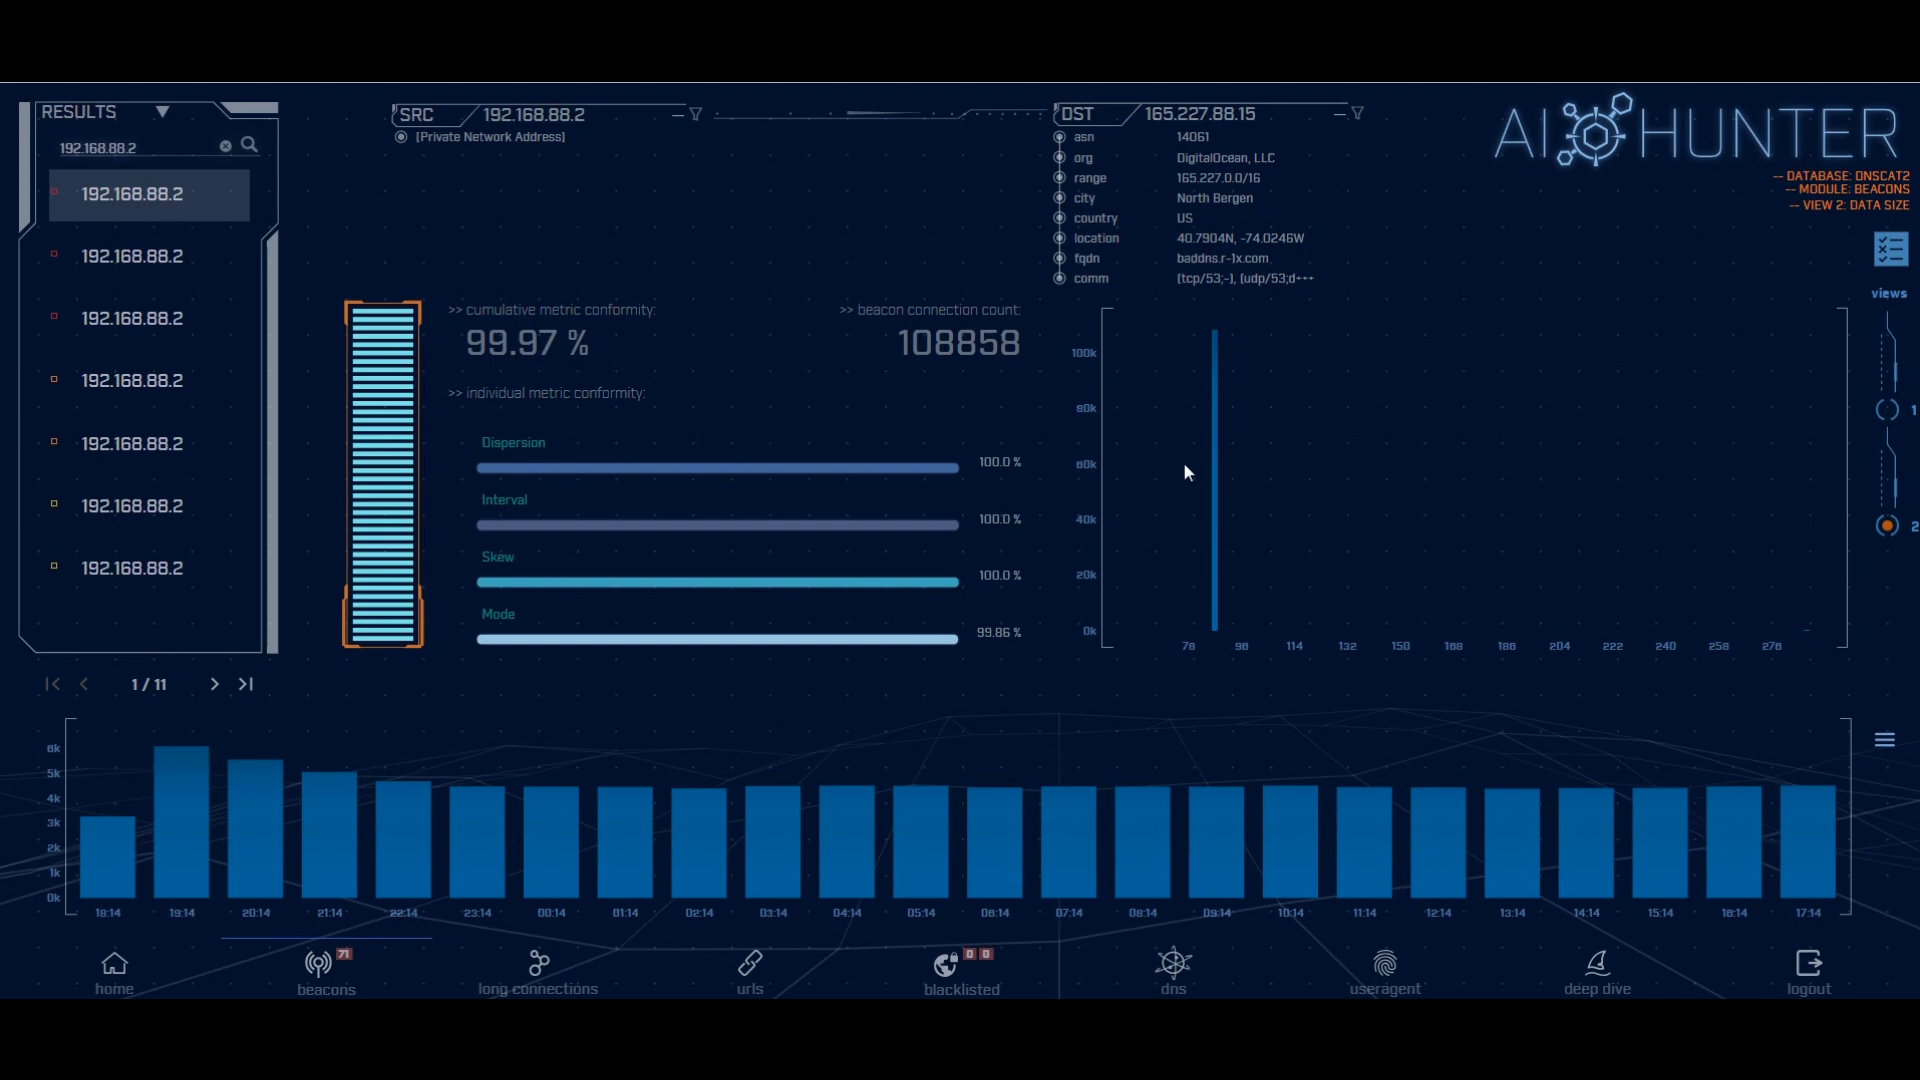 RESULTS
192.168.88.2
192.168.88.2
192.168.88.2
192.168.88.2
192.168.88.2
192.168.88.2
192.168.88.2
192.168.88.2
1 / 11
SRC 192.168.88.2
[Private Network Address]
DST 165.227.88.15
asn 14061
org DigitalOcean, LLC
range 165.227.0.0/16
city North Bergen
country US
location 40.7904N, -74.0246W
fqdn baddns.r-1x.com
comm (tcp/53;-), (udp/53;d•••
AI HUNTER
-- DATABASE: DNSCAT2
-- MODULE: BEACONS
-- VIEW 2: DATA SIZE
views
1
2
>> cumulative metric conformity:
99.97 %
>> beacon connection count:
108858
>> individual metric conformity:
Dispersion
100.0 %
Interval
100.0 %
Skew
100.0 %
Mode
99.86 %
100k
80k
60k
40k
20k
0k
78 96 114 132 150 168 186 204 222 240 258 276
6k
5k
4k
3k
2k
1k
0k
18:14 19:14 20:14 21:14 22:14 23:14 00:14 01:14 02:14 03:14 04:14 05:14 06:14 07:14 08:14 09:14 10:14 11:14 12:14 13:14 14:14 15:14 16:14 17:14
71
0 0
home beacons long connections urls blacklisted dns useragent deep dive logout